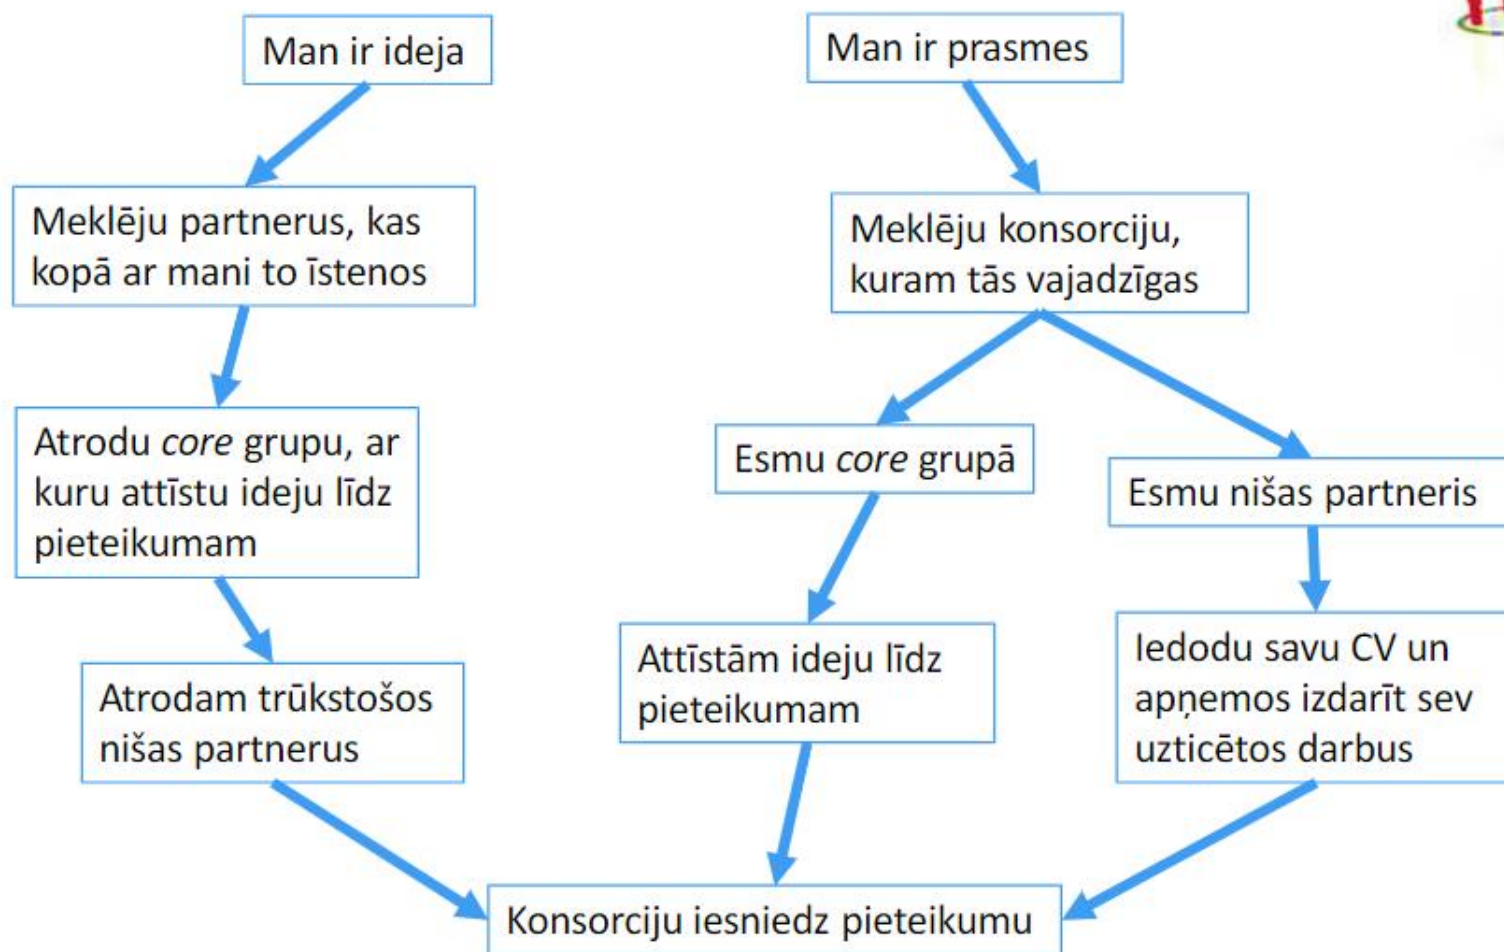 Man ir ideja
Meklēju partnerus, kas
kopā ar mani to īstenos
Atrodu core grupu, ar
kuru attīstu ideju līdz
pieteikumam
Atrodam trūkstošos
nišas partnerus
Man ir prasmes
Meklēju konsorciju,
kuram tās vajadzīgas
Esmu core grupā
Attīstām ideju līdz
pieteikumam
Esmu nišas partneris
Iedodu savu CV un
apņemos izdarīt sev
uzticētos darbus
Konsorciju iesniedz pieteikumu